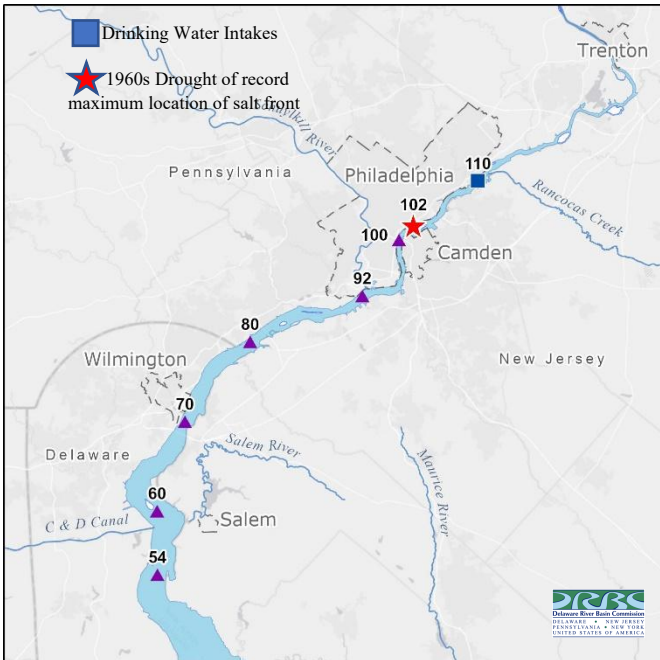 Drinking Water Intakes
1960s Drought of record
maximum location of salt front
Trenton
Schuylkill River
Pennsylvania
Philadelphia
110
Rancocas Creek
102
100
Camden
92
80
New Jersey
Wilmington
70
Salem River
Maurice River
Delaware
60
C & D Canal
Salem
54
DRBC
Delaware River Basin Commission
DELAWARE • NEW JERSEY
PENNSYLVANIA • NEW YORK
UNITED STATES OF AMERICA